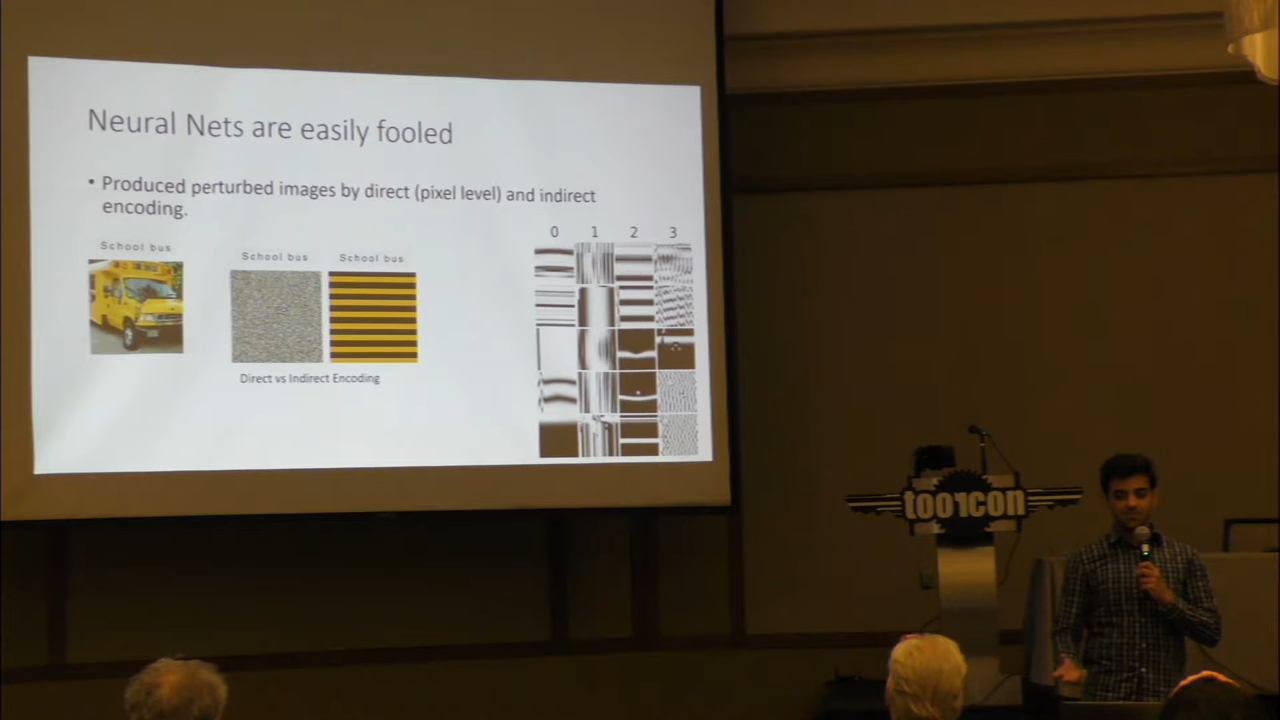 Neural Nets are easily fooled
• Produced perturbed images by direct (pixel level) and indirect
encoding.
School bus
School bus
School bus
Direct vs Indirect Encoding
0 1 2 3
toorcon